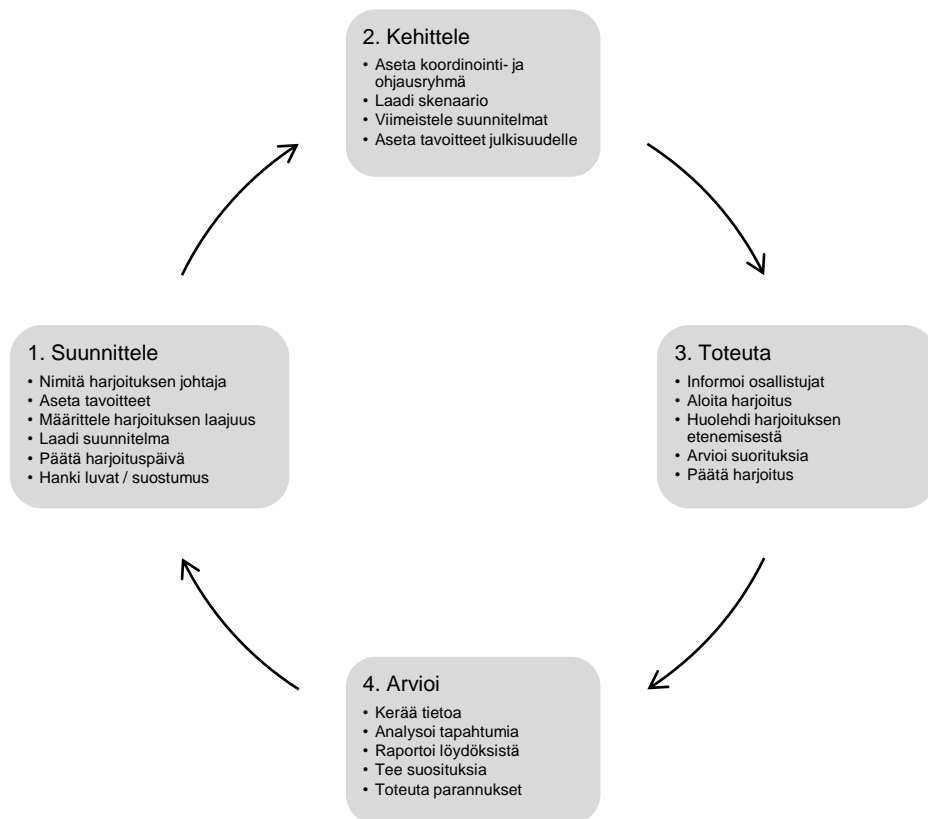 2. Kehittele
• Aseta koordinointi- ja
ohjausryhmä
• Laadi skenaario
• Viimeistele suunnitelmat
• Aseta tavoitteet julkisuudelle
1. Suunnittele
• Nimitä harjoituksen johtaja
• Aseta tavoitteet
• Määrittele harjoituksen laajuus
• Laadi suunnitelma
• Päätä harjoituspäivä
• Hanki luvat / suostumus
3. Toteuta
• Informoi osallistujat
• Aloita harjoitus
• Huolehdi harjoituksen
etenemisestä
• Arvioi suorituksia
• Päätä harjoitus
4. Arvioi
• Kerää tietoa
• Analysoi tapahtumia
• Raportoi löydöksistä
• Tee suosituksia
• Toteuta parannukset